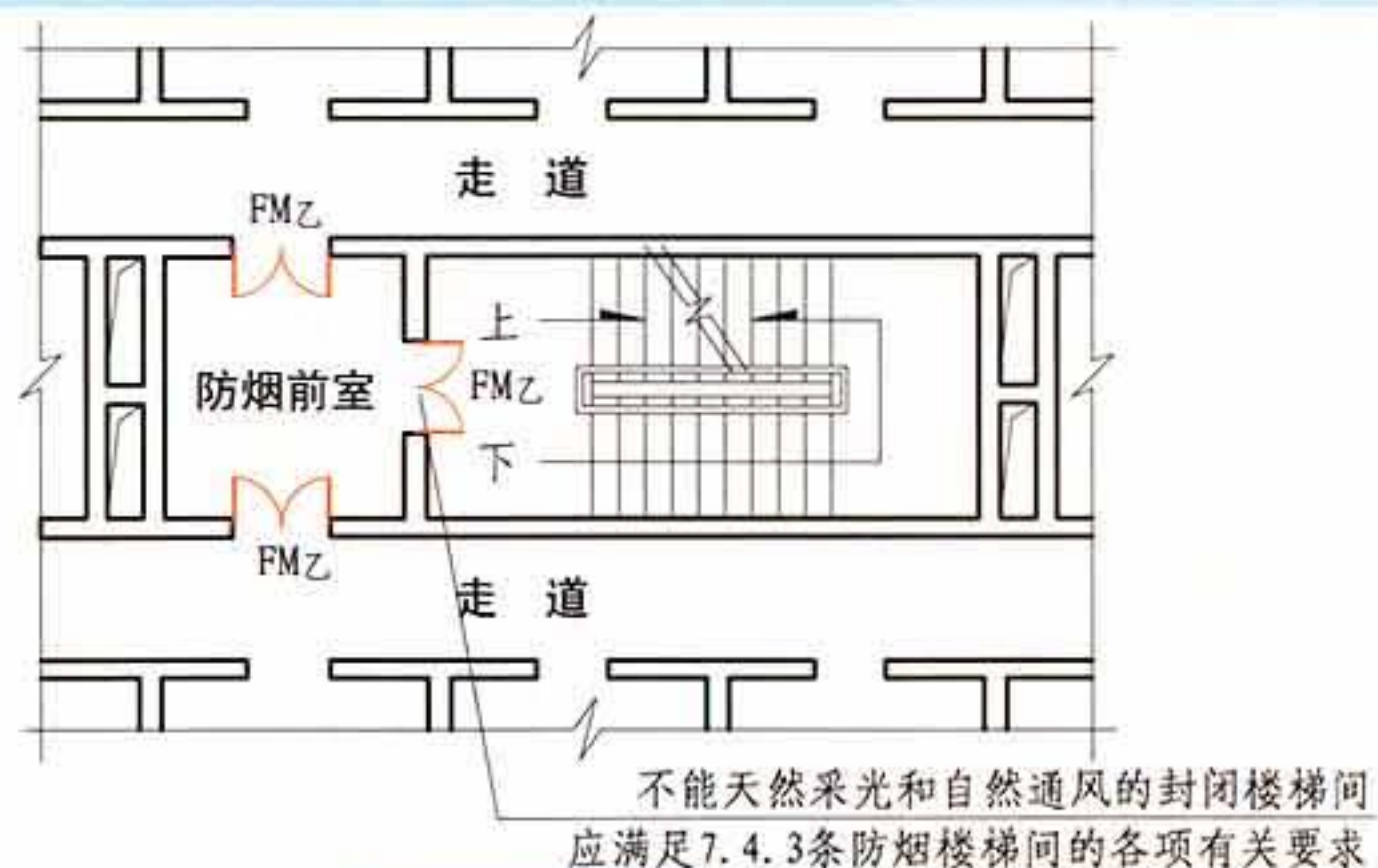 走 道
FM乙
上
防烟前室
FM乙
下
FM乙
走 道
不能天然采光和自然通风的封闭楼梯间
应满足7.4.3条防烟楼梯间的各项有关要求